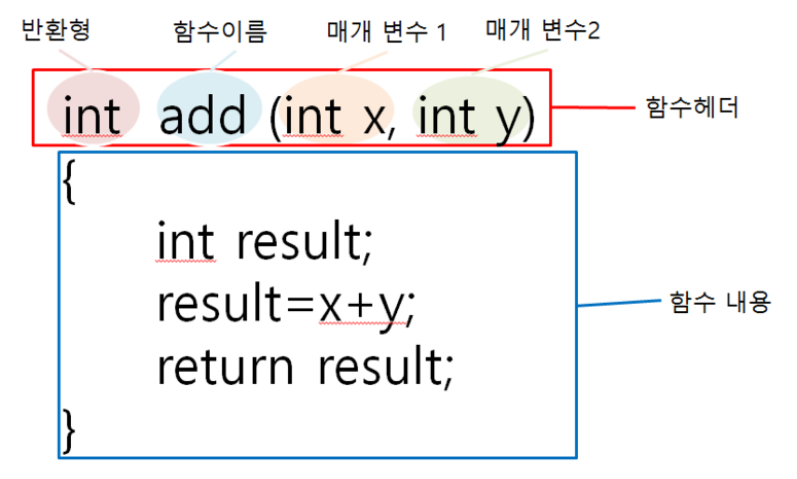 반환형 함수이름 매개 변수 1 매개 변수2
int add (int x, int y) 함수헤더
{
int result;
result=x+y; 함수 내용
return result;
}